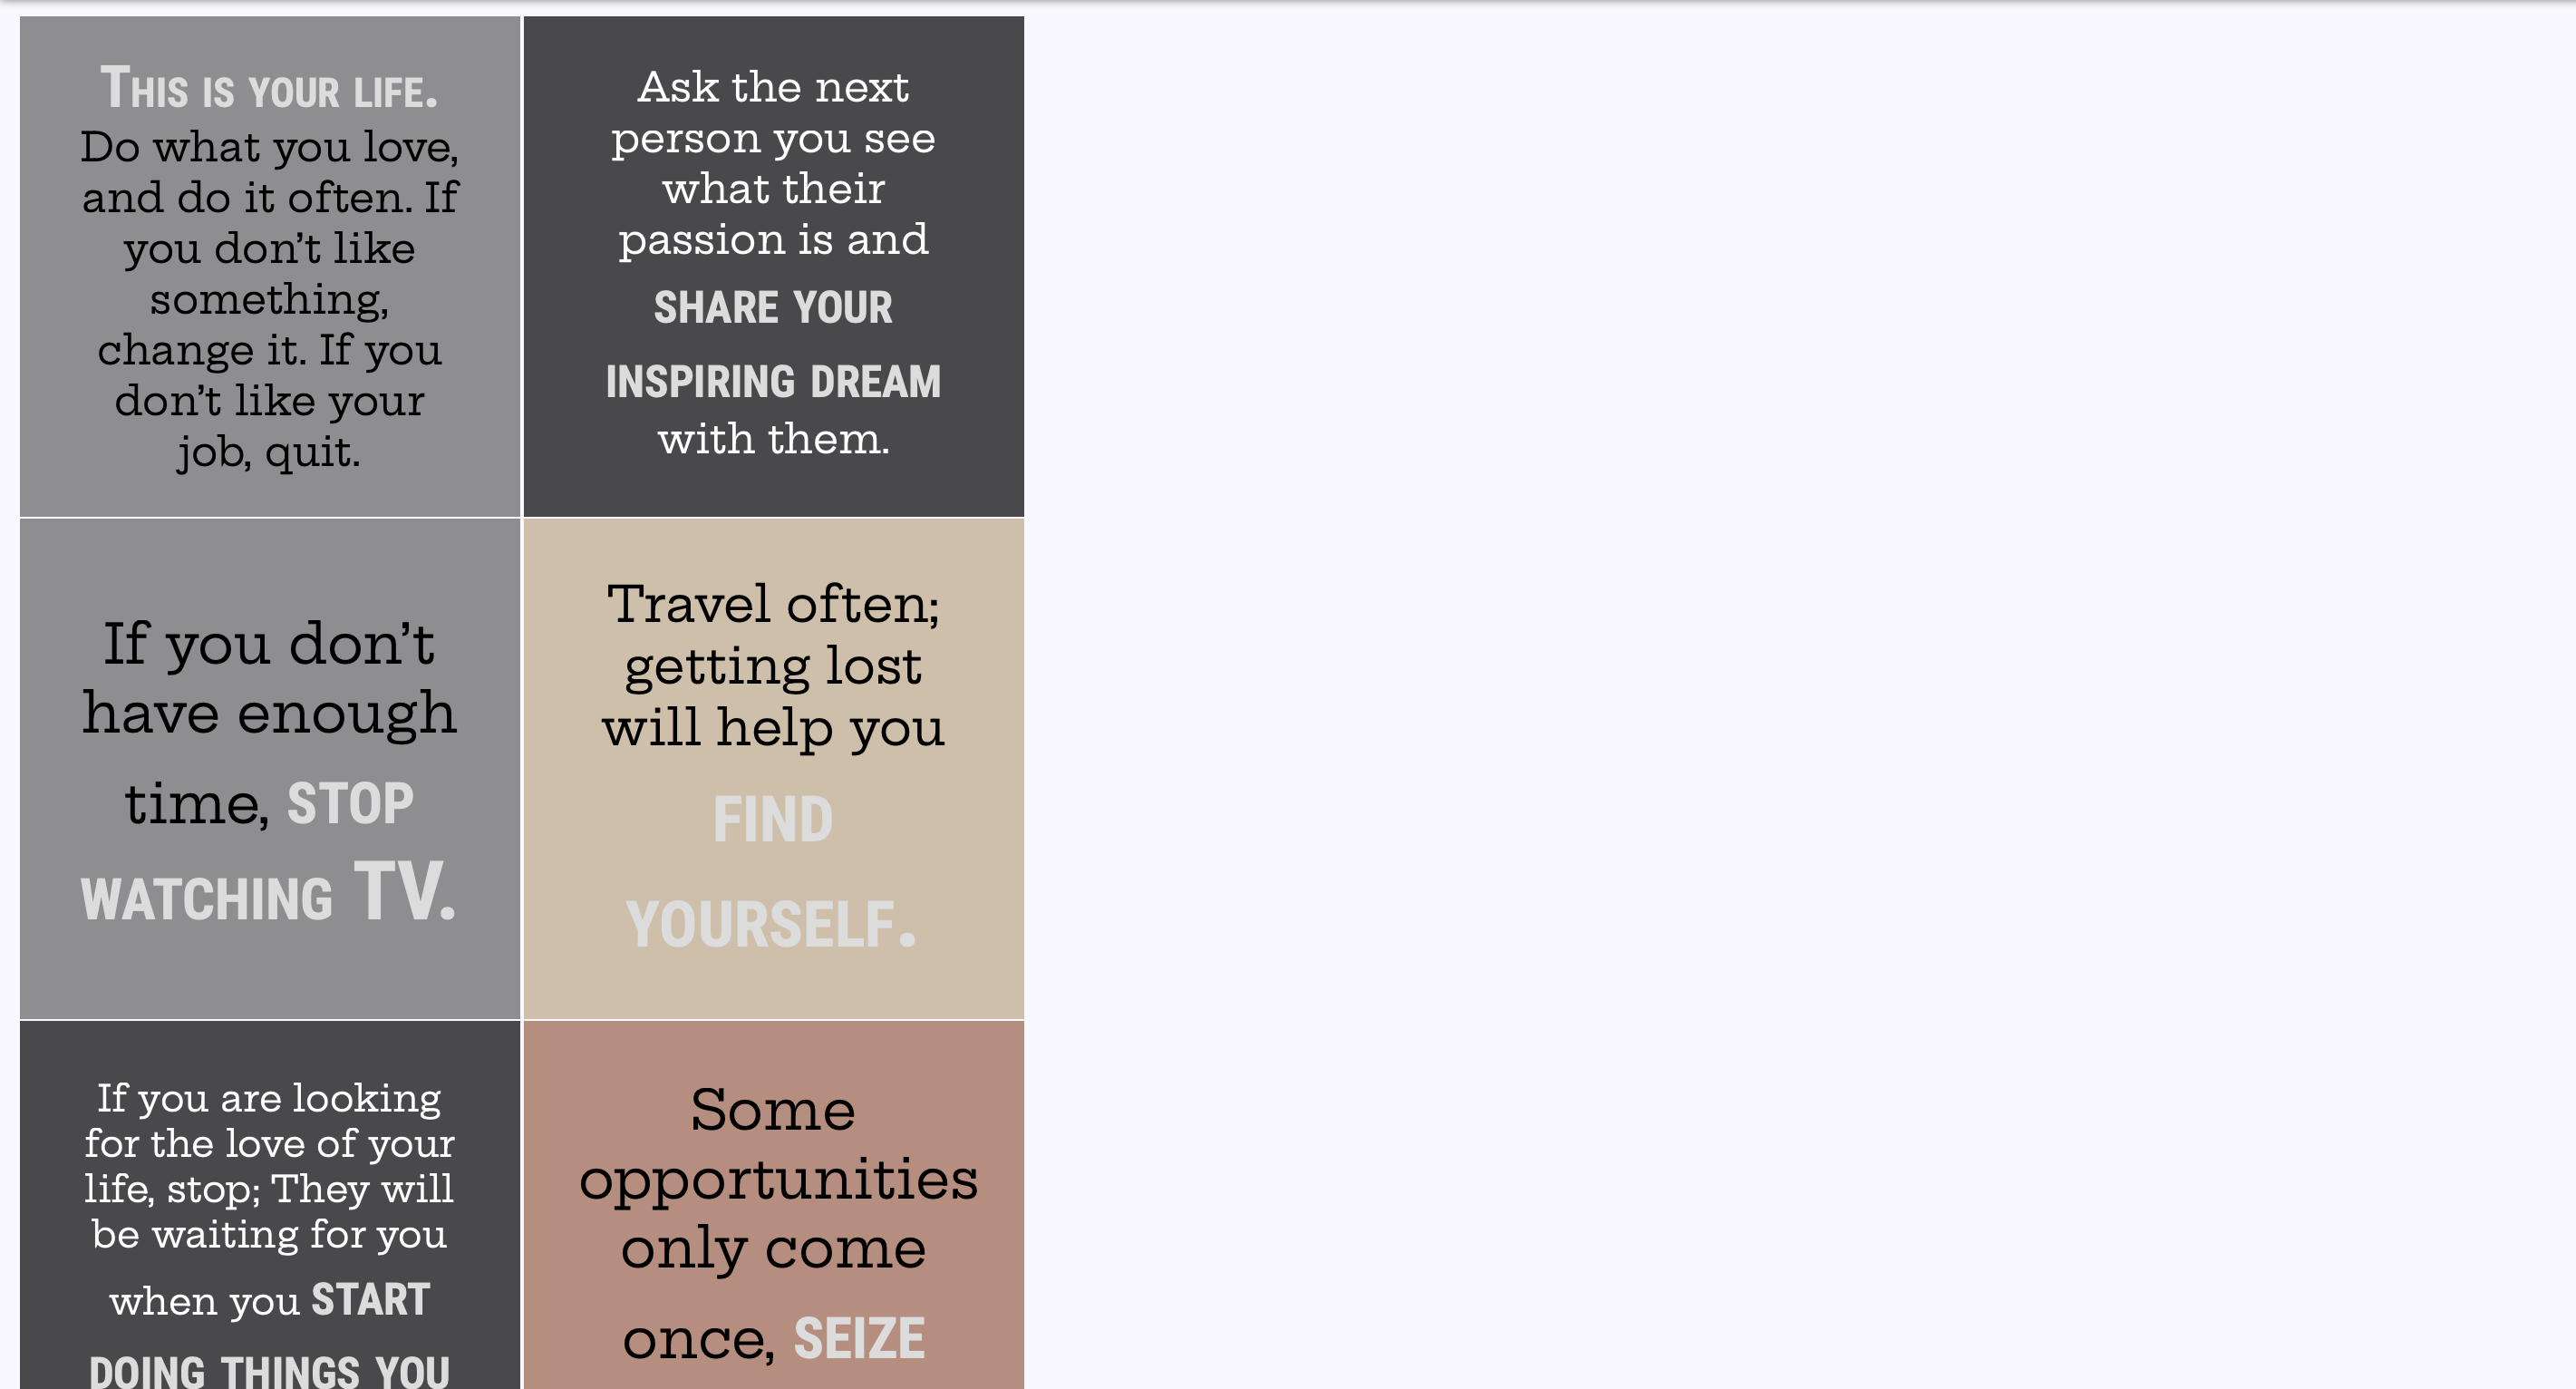 This is your life.
Do what you love,
and do it often. If
you don’t like
something,
change it. If you
don’t like your
job, quit.
Ask the next
person you see
what their
passion is and
share your
inspiring dream
with them.
If you don’t
have enough
time, stop
watching TV.
Travel often;
getting lost
will help you
find
yourself.
If you are looking
for the love of your
life, stop; They will
be waiting for you
when you start
doing things you
Some
opportunities
only come
once, seize